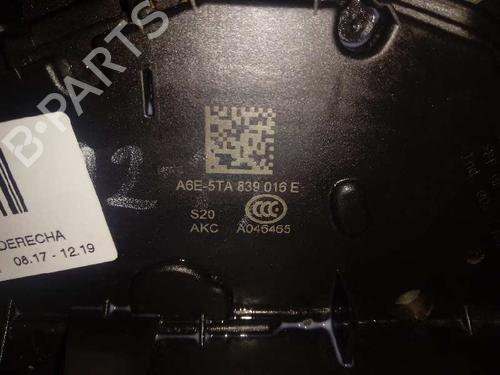 B-PARTS
A6E-5TA 839 016 E
S20
AKC A046465
DERECHA
08.17 - 12.19